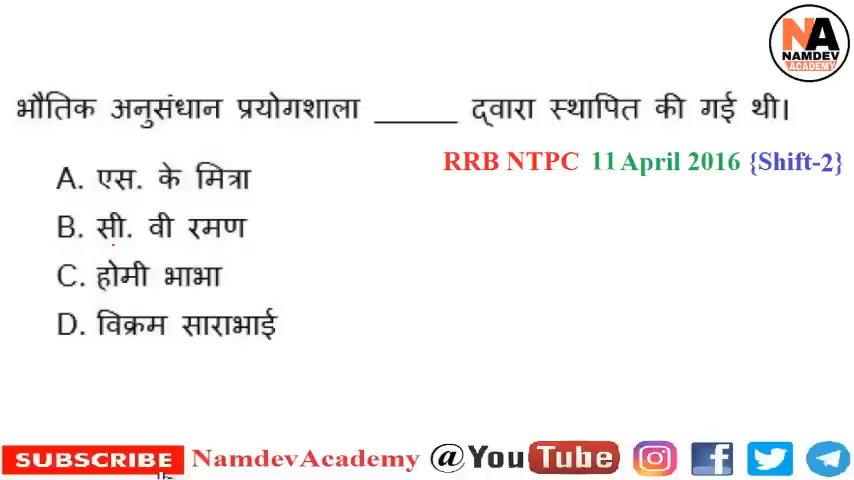 NA
NAMDEV
ACADEMY
भौतिक अनुसंधान प्रयोगशाला _____ द्वारा स्थापित की गई थी।
RRB NTPC 11 April 2016 {Shift-2}
A. एस. के मित्रा
B. सी. वी रमण
C. होमी भाभा
D. विक्रम साराभाई
SUBSCRIBE NamdevAcademy @YouTube